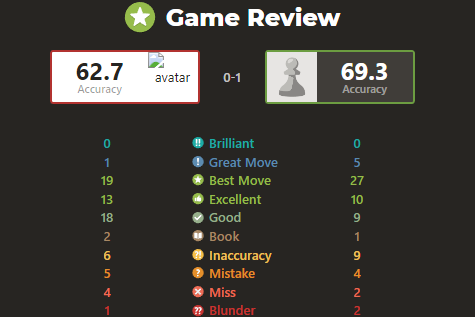 Game Review
62.7 avatar 0-1 69.3
Accuracy Accuracy
0 !! Brilliant 0
1 ! Great Move 5
19 Best Move 27
13 Excellent 10
18 Good 9
2 Book 1
6 ?! Inaccuracy 9
5 ? Mistake 4
4 Miss 2
1 ?? Blunder 2